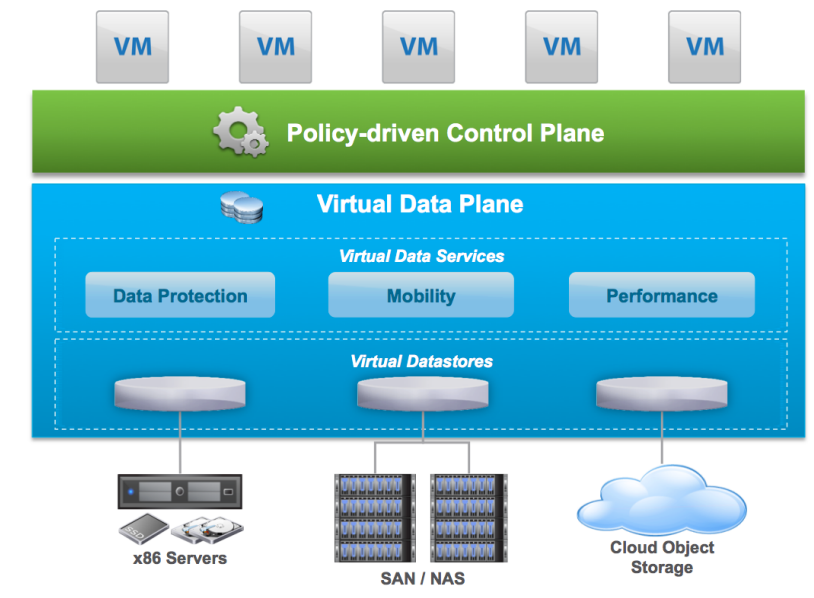 VM
VM
VM
VM
VM
Policy-driven Control Plane
Virtual Data Plane
Virtual Data Services
Data Protection
Mobility
Performance
Virtual Datastores
SSD
x86 Servers
SAN / NAS
Cloud Object
Storage